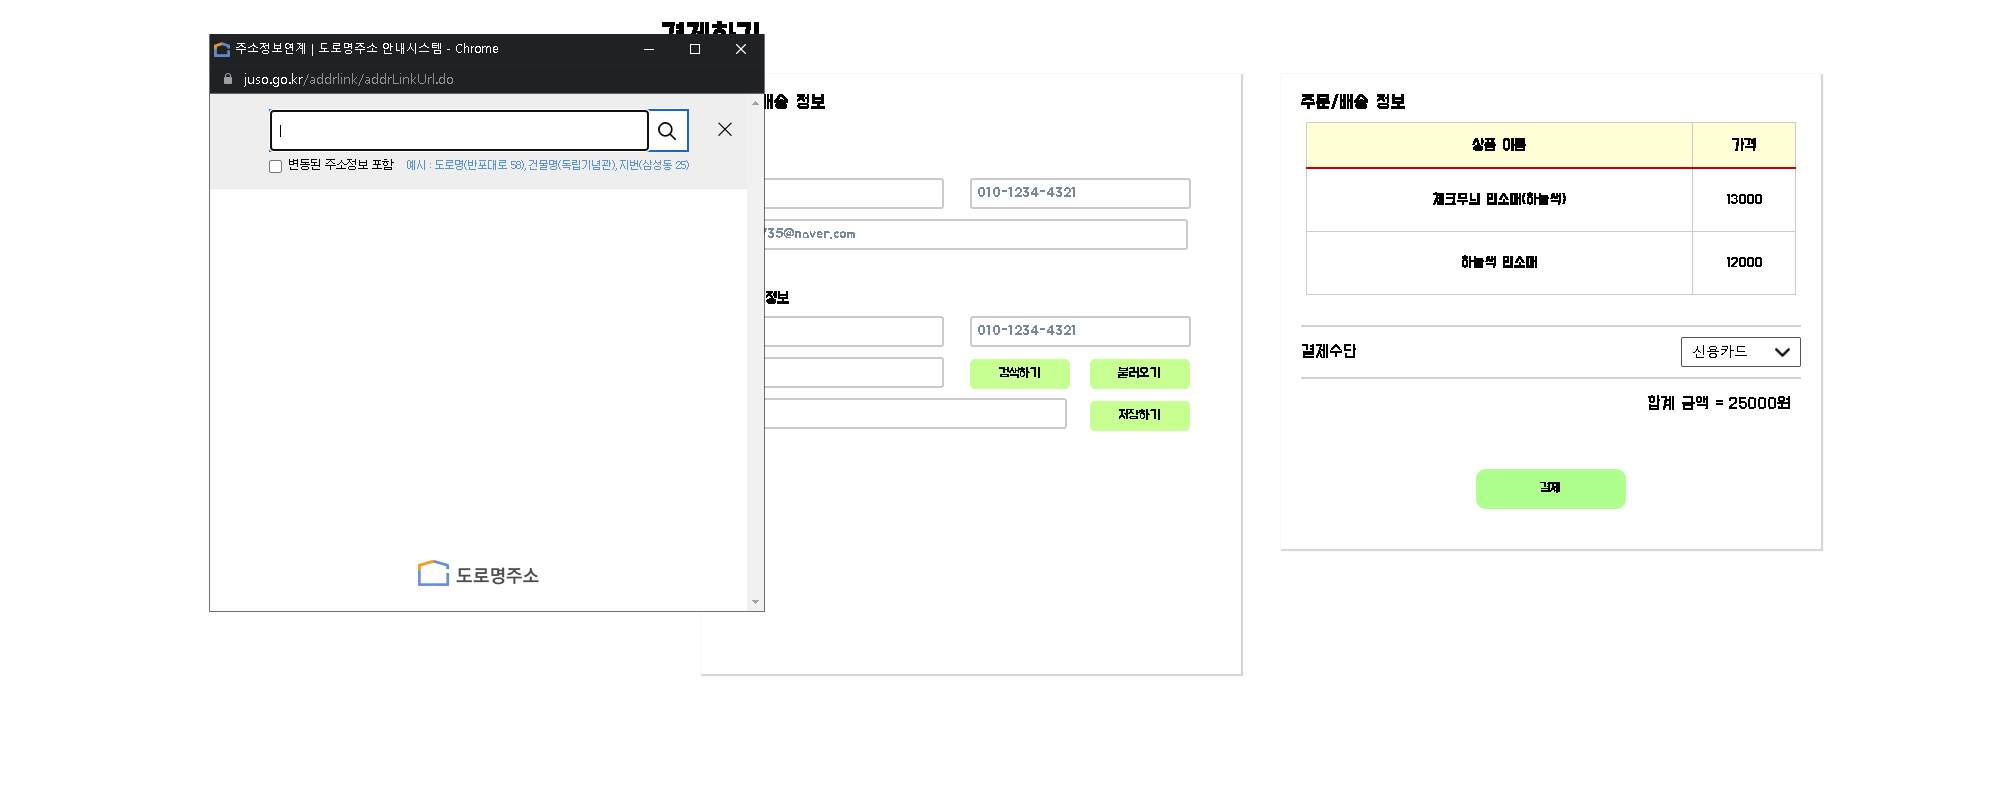 결제하기
주소정보연계 | 도로명주소 안내시스템 - Chrome
juso.go.kr/addrlink/addrLinkUrl.do
변동된 주소정보 포함 예시 : 도로명(반포대로 58), 건물명(독립기념관), 지번(삼성동 25)
도로명주소
배송 정보
010-1234-4321
735@naver.com
정보
010-1234-4321
검색하기 불러오기
저장하기
주문/배송 정보
상품 이름 가격
체크무늬 민소매(하늘색) 13000
하늘색 민소매 12000
결제수단 신용카드
합계 금액 = 25000원
결제